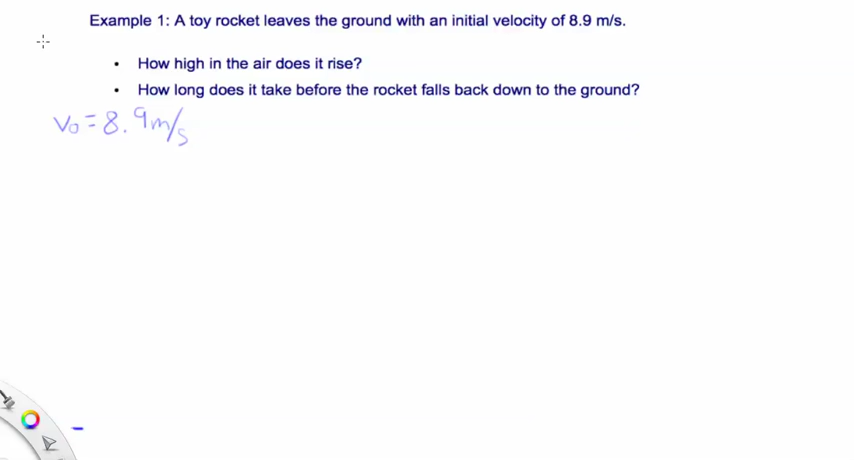 Example 1: A toy rocket leaves the ground with an initial velocity of 8.9 m/s.
• How high in the air does it rise?
• How long does it take before the rocket falls back down to the ground?
v₀ = 8.9 m/s